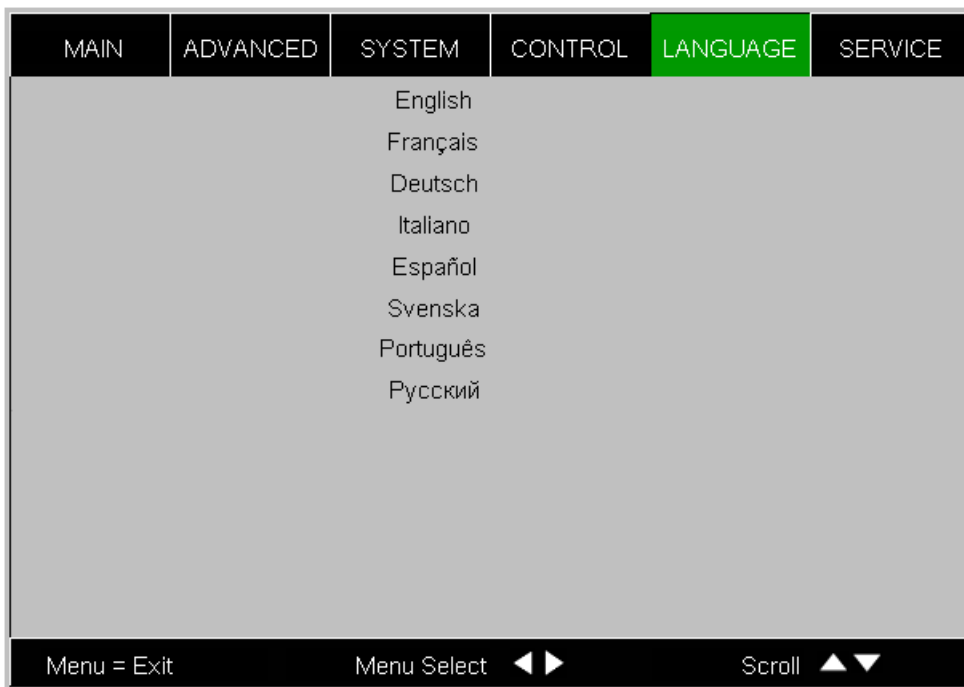 MAIN ADVANCED SYSTEM CONTROL LANGUAGE SERVICE
English
Français
Deutsch
Italiano
Español
Svenska
Português
Русский
Menu = Exit Menu Select ◀ ▶ Scroll ▲▼